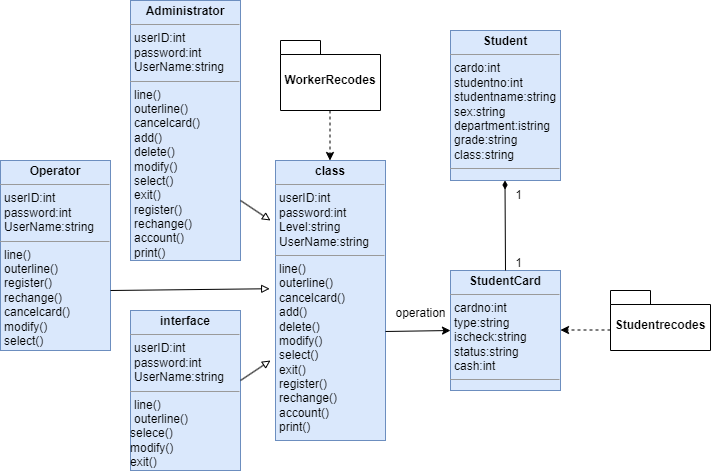 Administrator
userID:int
password:int
UserName:string
line()
outerline()
cancelcard()
add()
delete()
modify()
select()
exit()
register()
rechange()
account()
print()
WorkerRecodes
Student
cardo:int
studentno:int
studentname:string
sex:string
department:istring
grade:string
class:string
Operator
userID:int
password:int
UserName:string
line()
outerline()
register()
rechange()
cancelcard()
modify()
select()
class
userID:int
password:int
Level:string
UserName:string
line()
outerline()
cancelcard()
add()
delete()
modify()
select()
exit()
register()
rechange()
account()
print()
1
1
operation
StudentCard
cardno:int
type:string
ischeck:string
status:string
cash:int
Studentrecodes
interface
userID:int
password:int
UserName:string
line()
outerline()
selece()
modify()
exit()